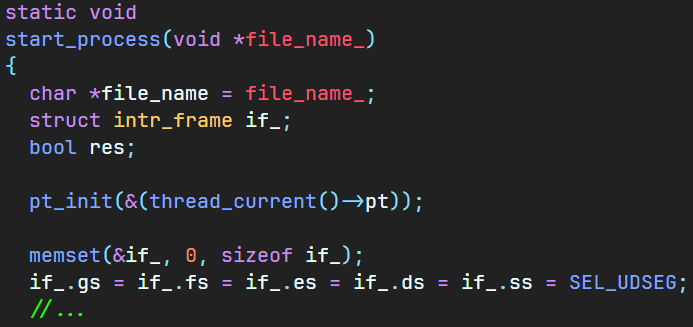 static void
start_process(void *file_name_)
{
  char *file_name = file_name_;
  struct intr_frame if_;
  bool res;

  pt_init(&(thread_current()->pt));

  memset(&if_, 0, sizeof if_);
  if_.gs = if_.fs = if_.es = if_.ds = if_.ss = SEL_UDSEG;
  //...